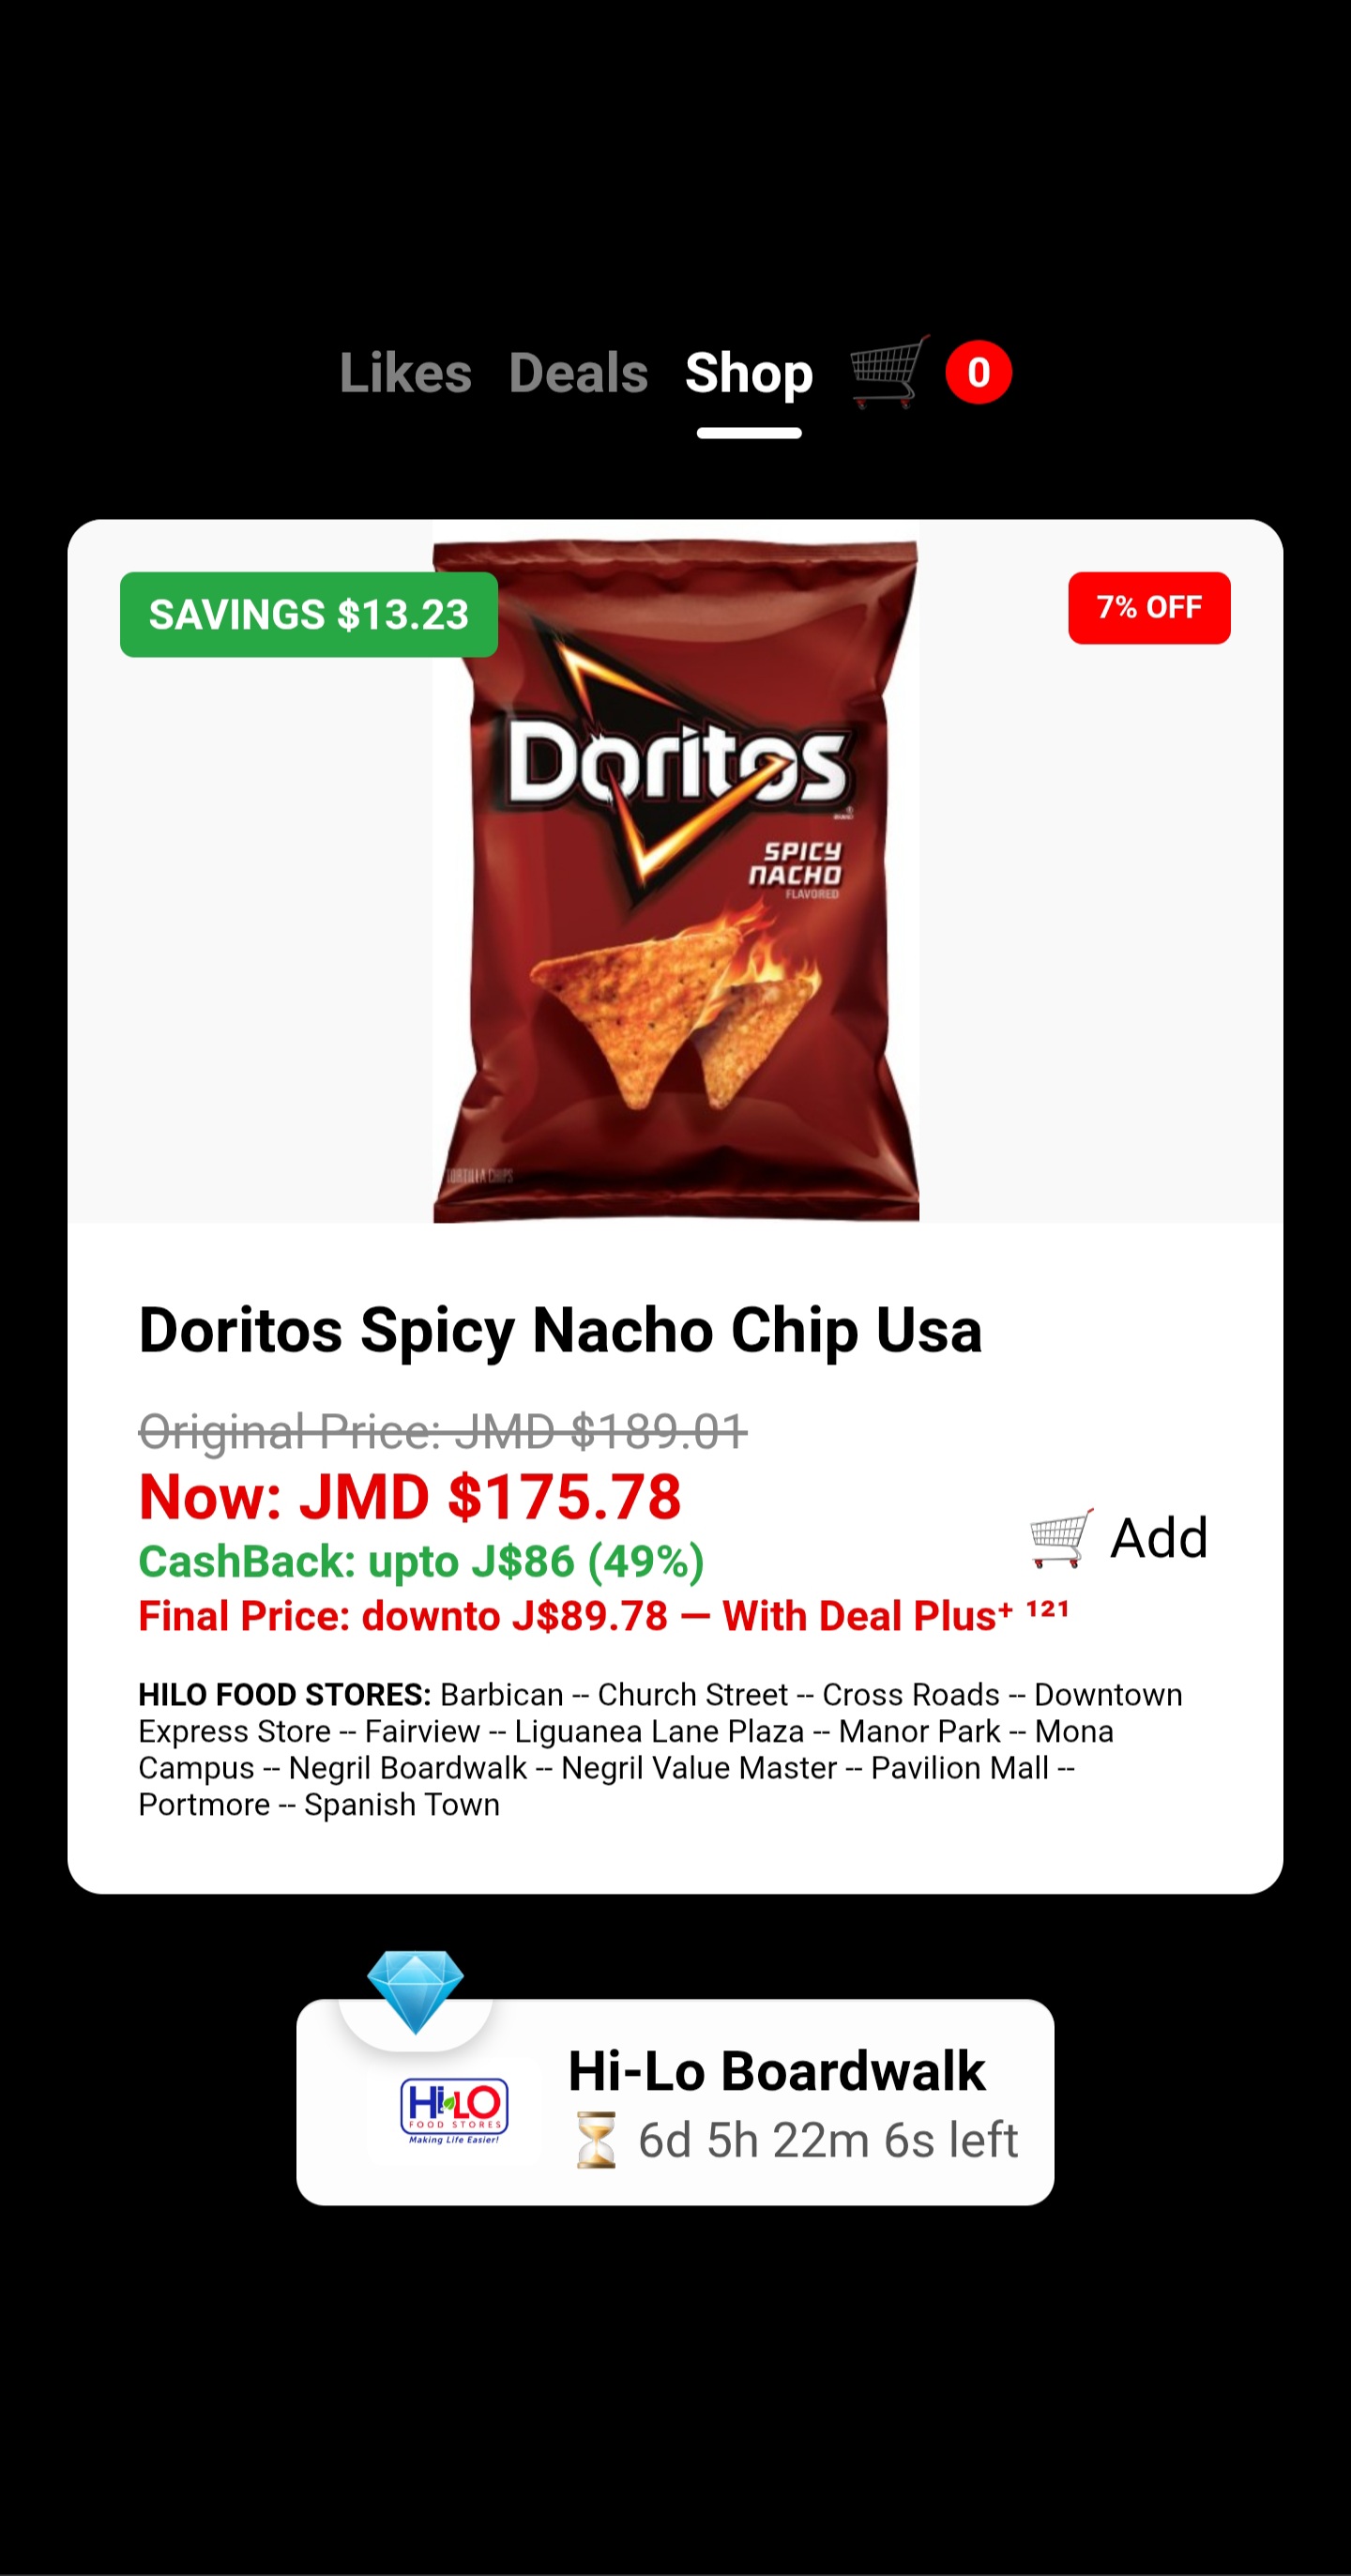 Likes Deals Shop 0
SAVINGS $13.23
7% OFF
Doritos
SPICY
NACHO
FLAVORED
TORTILLA CHIPS
Doritos Spicy Nacho Chip Usa
Original Price: JMD $189.01
Now: JMD $175.78
CashBack: upto J$86 (49%)
Add
Final Price: downto J$89.78 — With Deal Plus⁺ ¹²¹
HILO FOOD STORES: Barbican -- Church Street -- Cross Roads -- Downtown
Express Store -- Fairview -- Liguanea Lane Plaza -- Manor Park -- Mona
Campus -- Negril Boardwalk -- Negril Value Master -- Pavilion Mall --
Portmore -- Spanish Town
Hi-LO
FOOD STORES
Making Life Easier!
Hi-Lo Boardwalk
6d 5h 22m 6s left